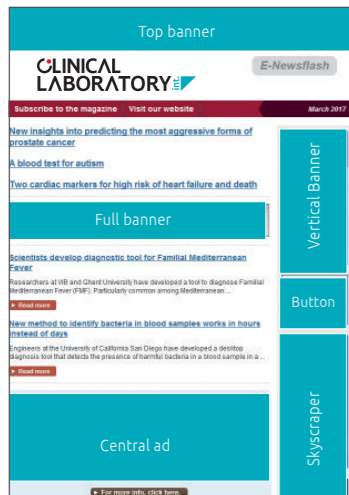 Top banner
CLINICAL
LABORATORY int.
E-Newsflash
Subscribe to the magazine Visit our website March 2017
New insights into predicting the most aggressive forms of
prostate cancer
A blood test for autism
Two cardiac markers for high risk of heart failure and death
Full banner
Vertical Banner
Scientists develop diagnostic tool for Familial Mediterranean
Fever
Researchers at VIB and Ghent University have developed a tool to diagnose Familial
Mediterranean Fever (FMF). Particularly common among Mediterranean ...
Read more
Button
New method to identify bacteria in blood samples works in hours
instead of days
Engineers at the University of California San Diego have developed a desktop
diagnosis tool that detects the presence of harmful bacteria in a blood sample in a ...
Read more
Central ad
Skyscraper
For more info, click here.